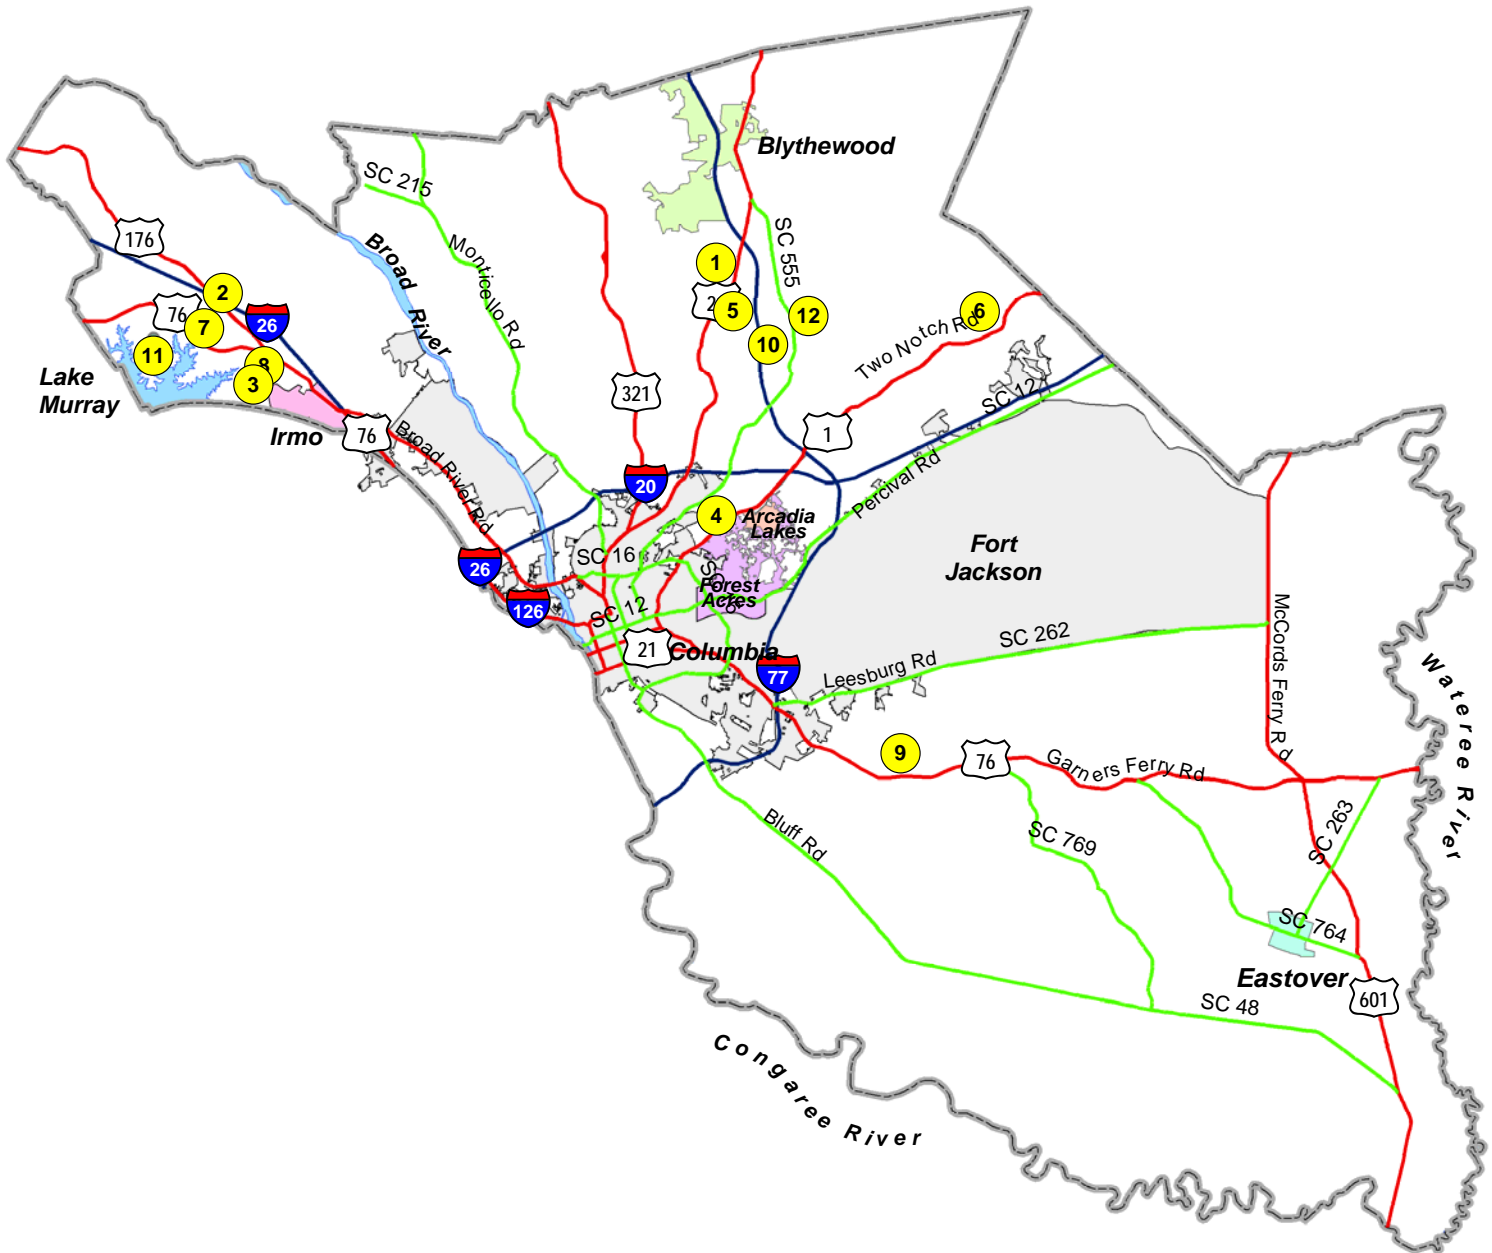 Blythewood
SC 215
Broad River
Monticello Rd
SC 555
176
1
2
76
26
7
5
12
6
10
11
8
3
Two Notch Rd
Lake
Murray
321
SC 12
Irmo
76
1
Broad River Rd
Percival Rd
20
4
Arcadia
Lakes
Fort
Jackson
SC 16
26
Forest
Acres
126
SC 12
McCords Ferry Rd
SC 262
21
Columbia
77
Leesburg Rd
Wateree River
9
76
Garners Ferry Rd
Bluff Rd
SC 769
SC 263
SC 764
Eastover
601
SC 48
Congaree River